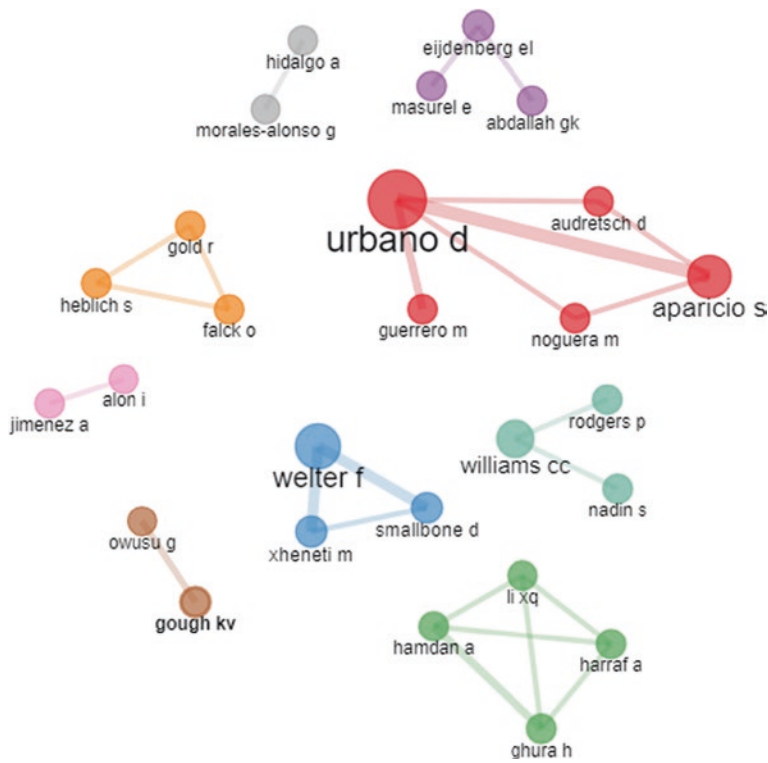 hidalgo a
morales-alonso g
eijdenberg el
masurel e
abdallah gk
gold r
heblich s
falck o
urbano d
audretsch d
aparicio s
guerrero m
noguera m
alon i
jimenez a
welter f
xheneti m
smallbone d
rodgers p
williams cc
nadin s
owusu g
gough kv
li xq
hamdan a
harraf a
ghura h